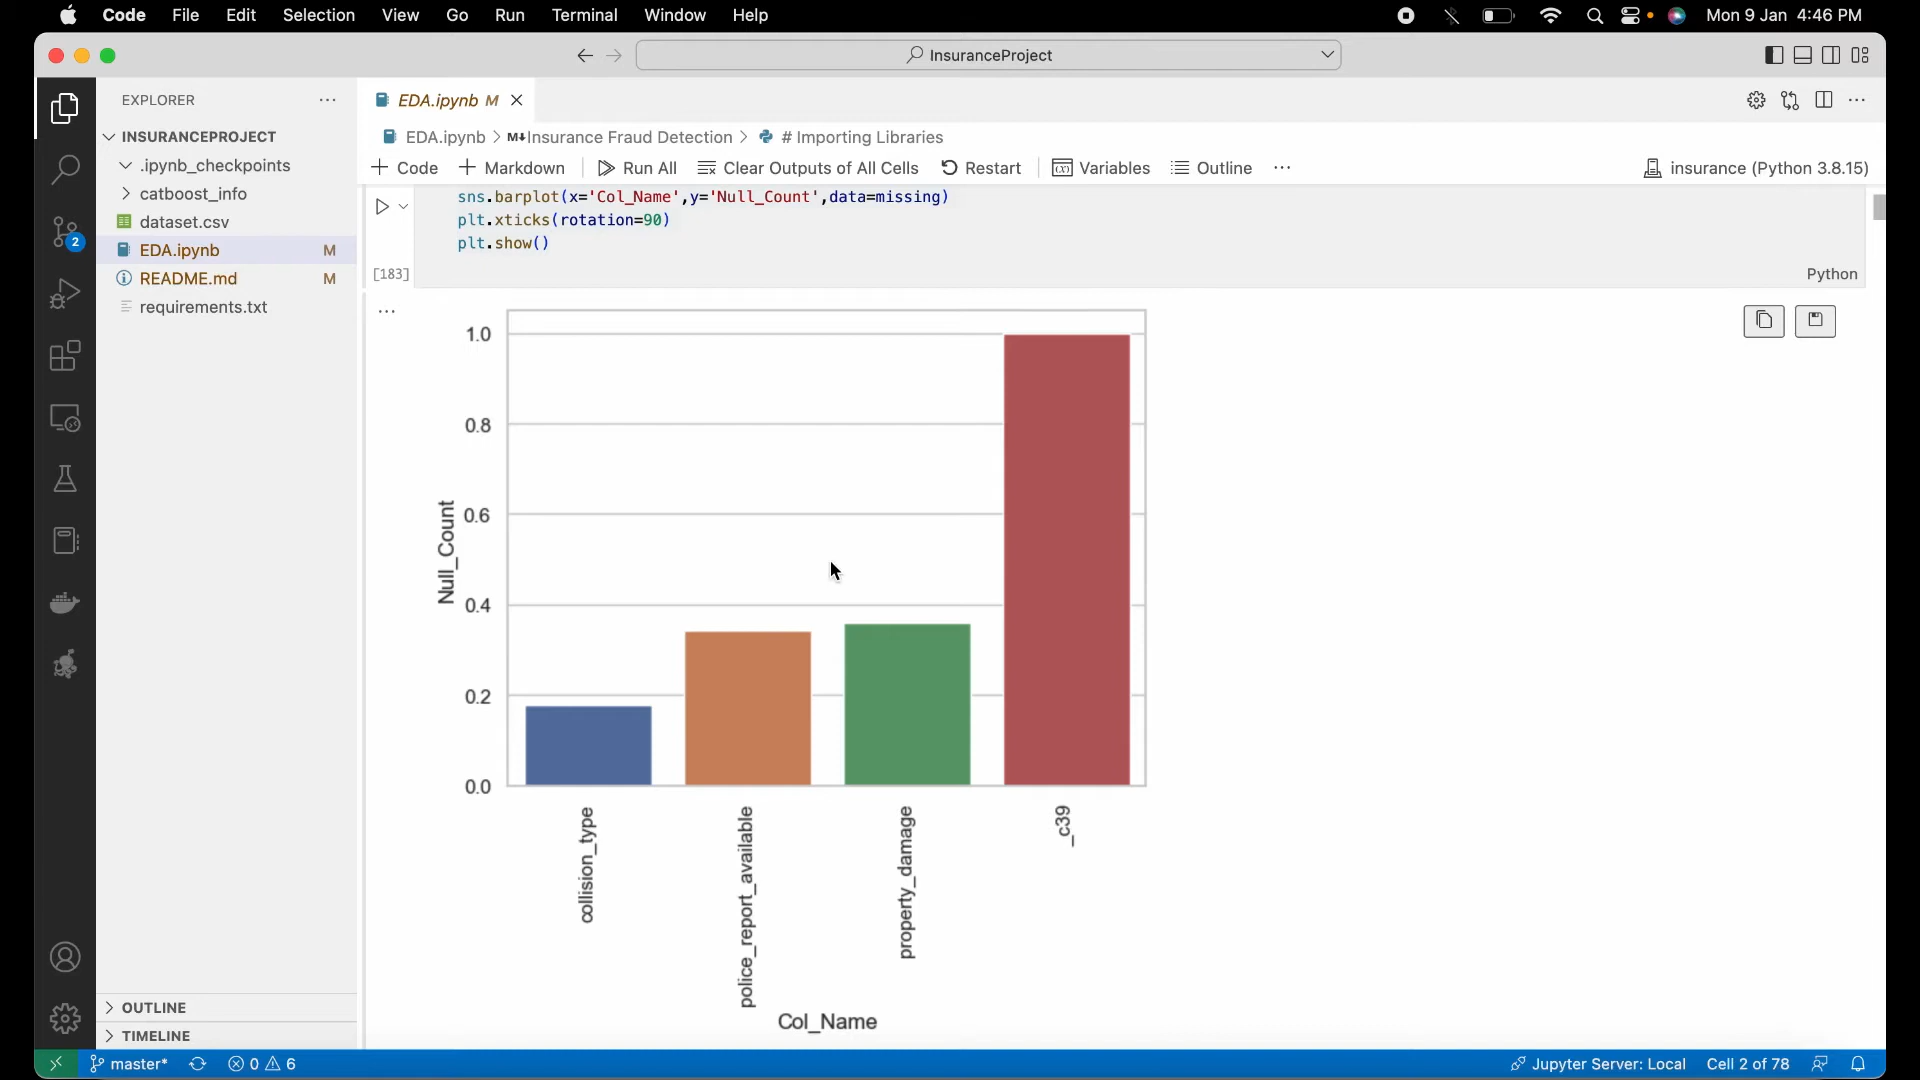 Code File Edit Selection View Go Run Terminal Window Help Mon 9 Jan 4:46 PM
InsuranceProject
EXPLORER
INSURANCEPROJECT
.ipynb_checkpoints
catboost_info
dataset.csv
EDA.ipynb M
README.md M
requirements.txt
OUTLINE
TIMELINE
2
EDA.ipynb M
EDA.ipynb > M↓Insurance Fraud Detection > # Importing Libraries
+ Code + Markdown Run All Clear Outputs of All Cells Restart Variables Outline ... insurance (Python 3.8.15)
sns.barplot(x='Col_Name',y='Null_Count',data=missing)
plt.xticks(rotation=90)
plt.show()
[183] Python
1.0
0.8
0.6
0.4
0.2
0.0
Null_Count
collision_type
police_report_available
property_damage
_c39
Col_Name
master* 0 6 Jupyter Server: Local Cell 2 of 78